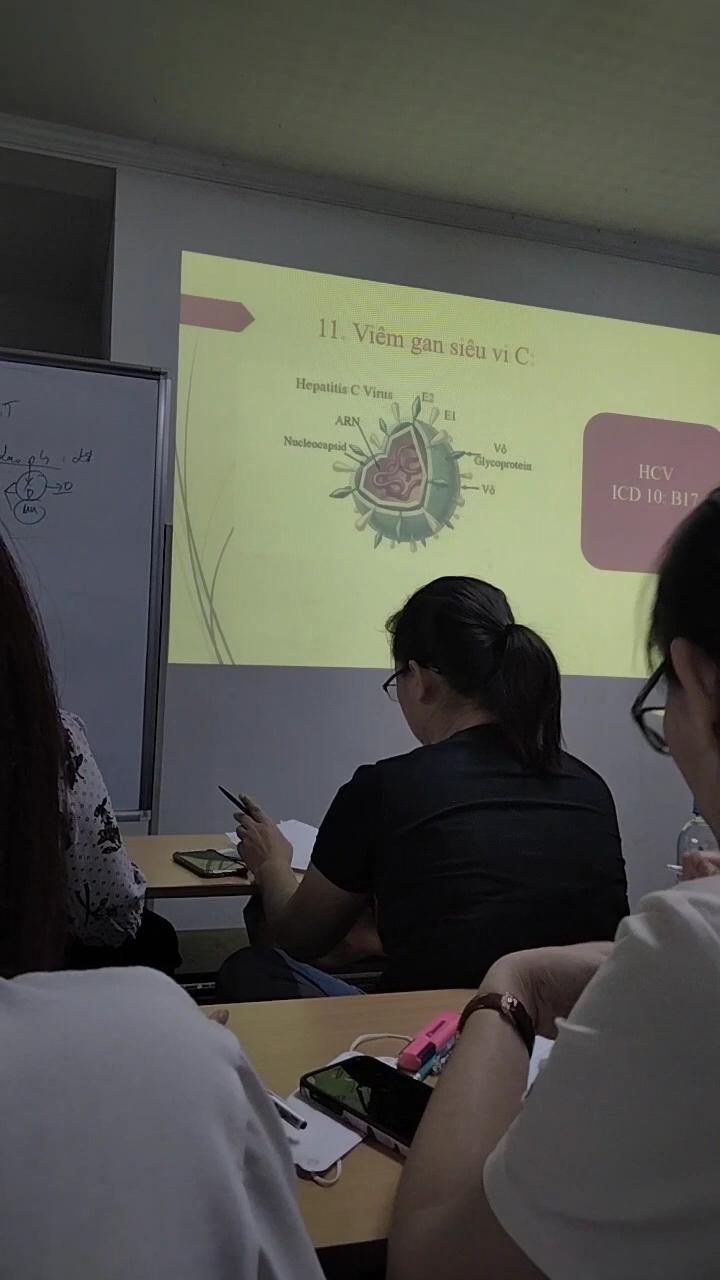 11. Viêm gan siêu vi C:
Hepatitis C Virus
E2
E1
ARN
Nucleocapsid
Vỏ
Glycoprotein
Vỏ
HCV
ICD 10: B17